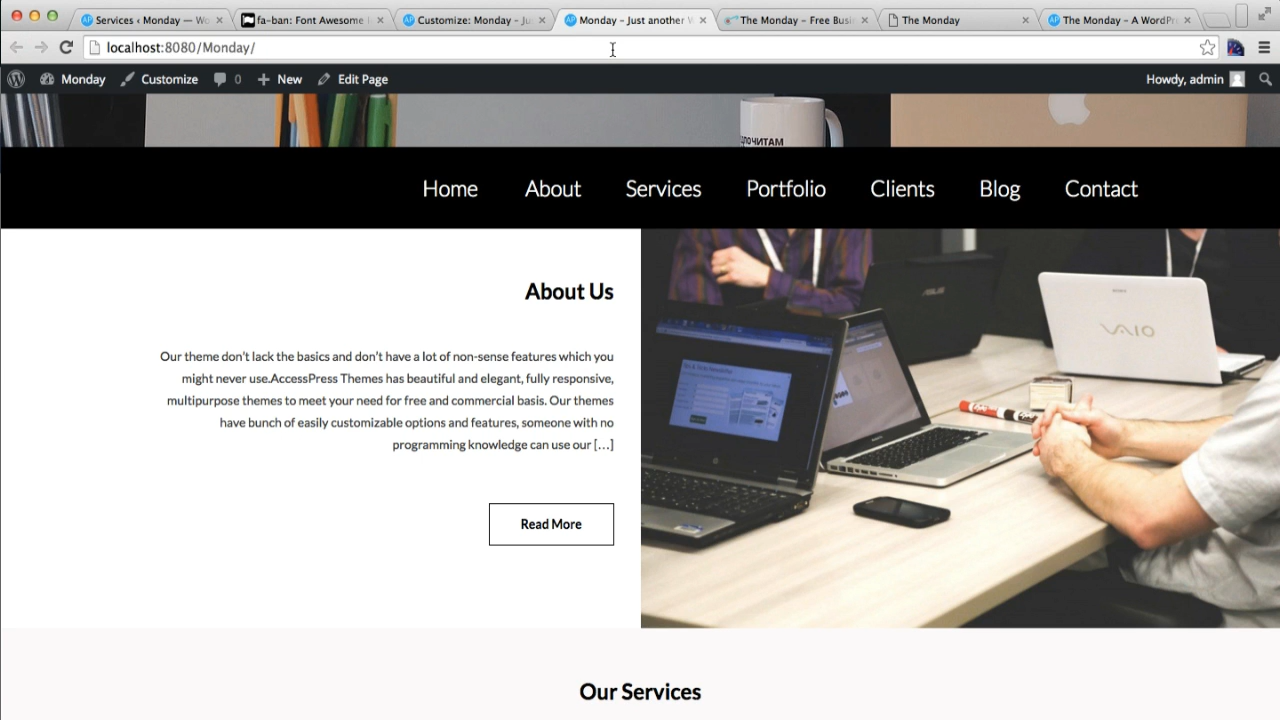 Services ‹ Monday — Wo
fa-ban: Font Awesome
Customize: Monday - Ju
Monday - Just another W
The Monday – Free Busi
The Monday
The Monday – A WordPr
localhost:8080/Monday/
Monday
Customize
0
New
Edit Page
Howdy, admin
Home
About
Services
Portfolio
Clients
Blog
Contact
About Us
Our theme don't lack the basics and don't have a lot of non-sense features which you
might never use.AccessPress Themes has beautiful and elegant, fully responsive,
multipurpose themes to meet your need for free and commercial basis. Our themes
have bunch of easily customizable options and features, someone with no
programming knowledge can use our […]
Read More
ASUS
SONY
VAIO
EXPO
Our Services